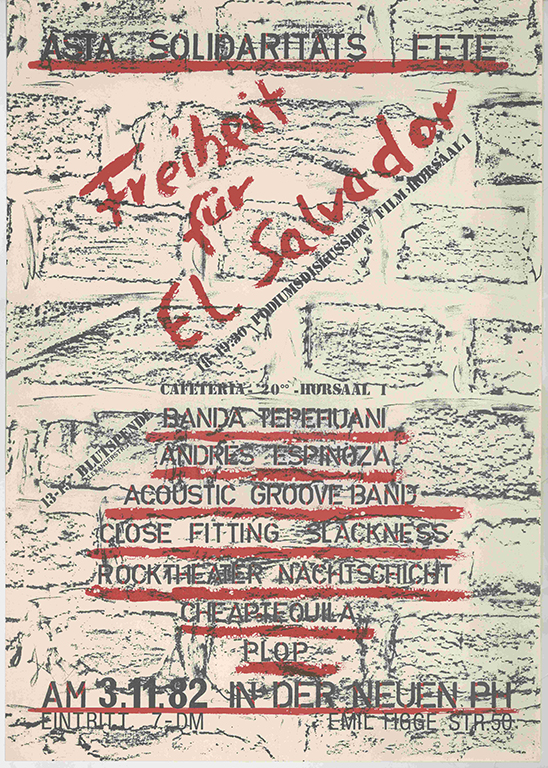 ASTA SOLIDARITÄTS FETE
Freiheit
für
El Salvador
PODIUMSDISKUSSION / FILM HÖRSAAL 1
CAFETERIA 20⁰⁰ HÖRSAAL 1
13-17 BLUTSPENDE
BANDA TEPEHUANI
ANDRES ESPINOZA
ACOUSTIC GROOVE BAND
CLOSE FITTING SLACKNESS
ROCKTHEATER NACHTSCHICHT
CHEAPTEQUILA
PLOP
AM 3.11.82 IN DER NEUEN PH
EINTRITT 7-DM EMIL FIGGE STR.50